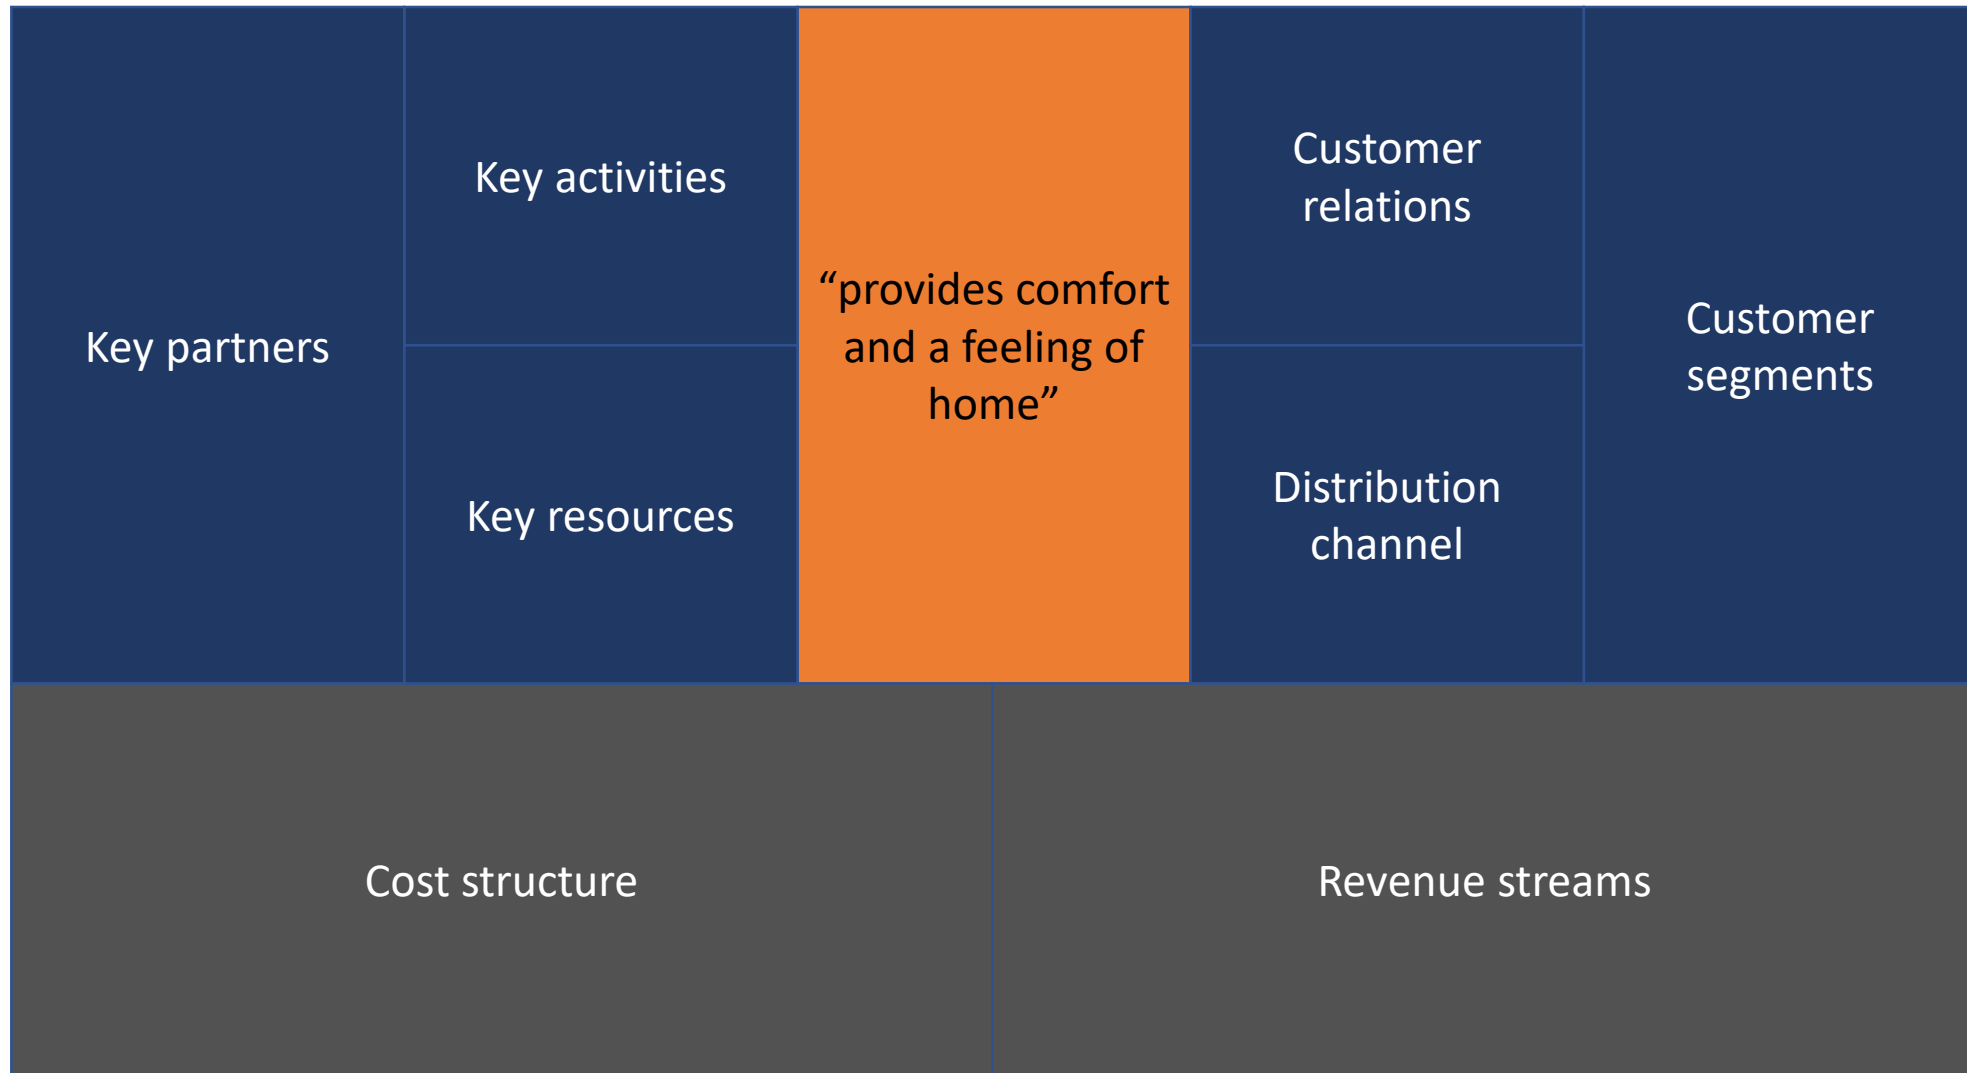 Key partners
Key activities
Key resources
“provides comfort
and a feeling of
home”
Customer
relations
Distribution
channel
Customer
segments
Cost structure
Revenue streams